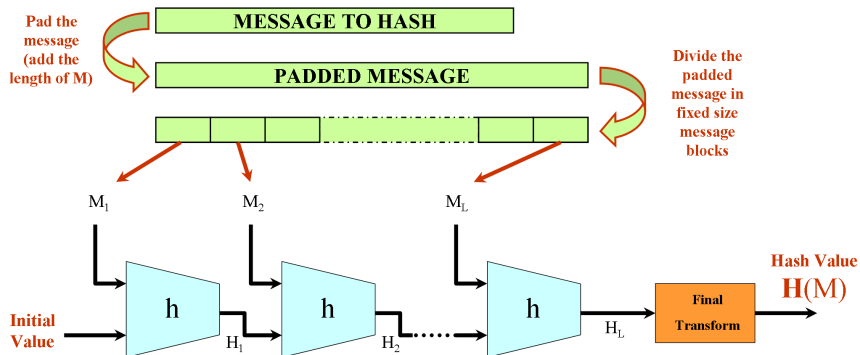 Pad the
message
(add the
length of M)
MESSAGE TO HASH
PADDED MESSAGE
Divide the
padded
message in
fixed size
message
blocks
M1
M2
ML
h
h
h
Initial
Value
H1
H2
HL
Final
Transform
Hash Value
H(M)